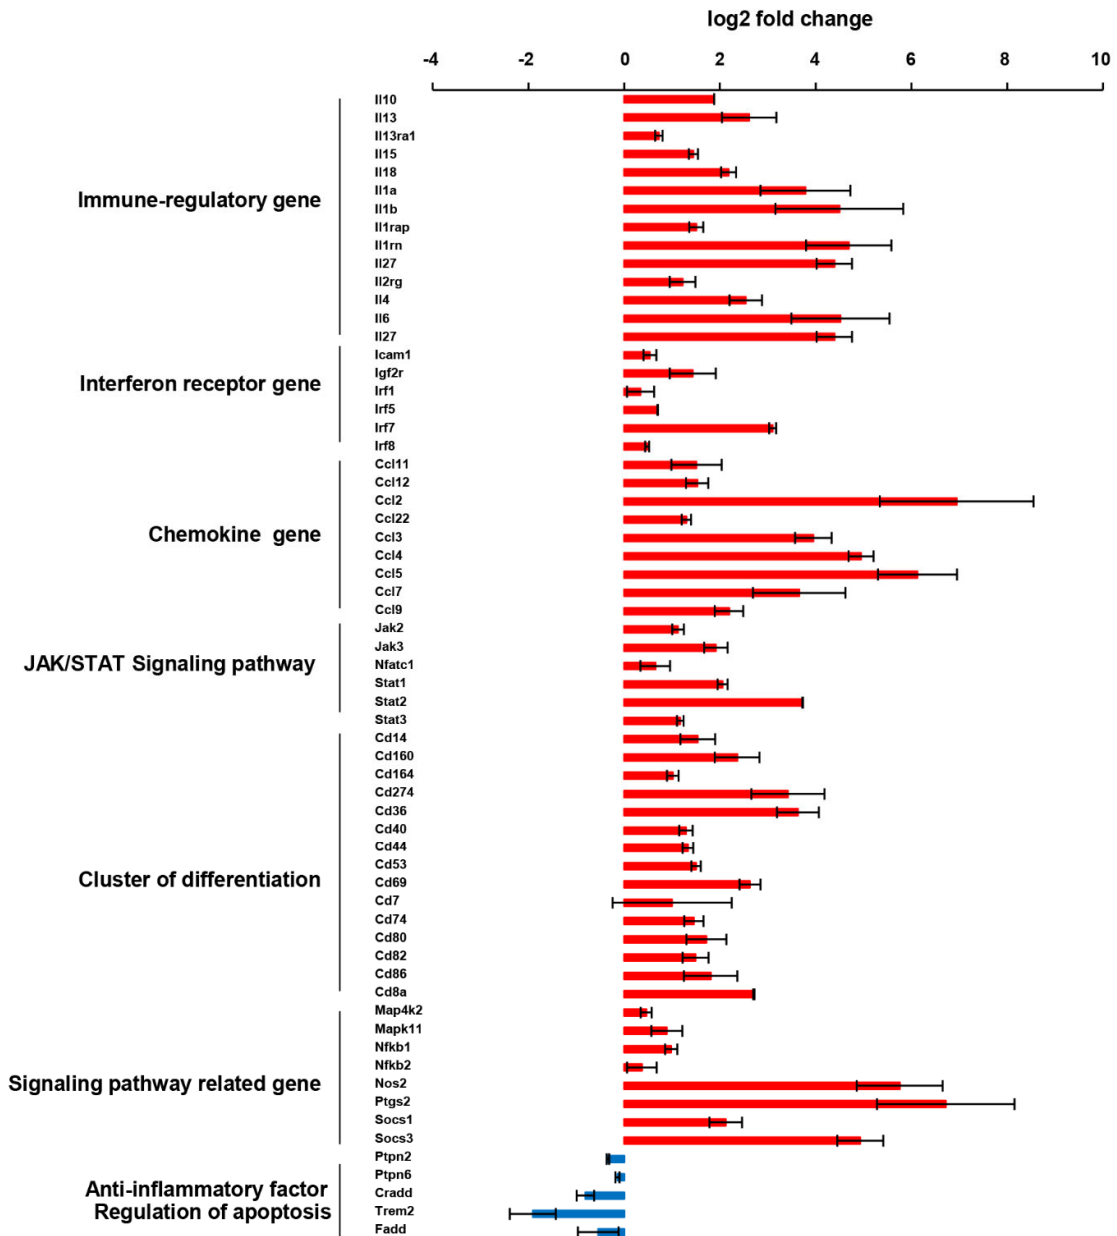 log2 fold change
-4 -2 0 2 4 6 8 10
Immune-regulatory gene
Il10
Il13
Il13ra1
Il15
Il18
Il1a
Il1b
Il1rap
Il1rn
Il27
Il2rg
Il4
Il6
Il27
Interferon receptor gene
Icam1
Igf2r
Irf1
Irf5
Irf7
Irf8
Chemokine gene
Ccl11
Ccl12
Ccl2
Ccl22
Ccl3
Ccl4
Ccl5
Ccl7
Ccl9
JAK/STAT Signaling pathway
Jak2
Jak3
Nfatc1
Stat1
Stat2
Stat3
Cluster of differentiation
Cd14
Cd160
Cd164
Cd274
Cd36
Cd40
Cd44
Cd53
Cd69
Cd7
Cd74
Cd80
Cd82
Cd86
Cd8a
Signaling pathway related gene
Map4k2
Mapk11
Nfkb1
Nfkb2
Nos2
Ptgs2
Socs1
Socs3
Anti-inflammatory factor
Regulation of apoptosis
Ptpn2
Ptpn6
Cradd
Trem2
Fadd